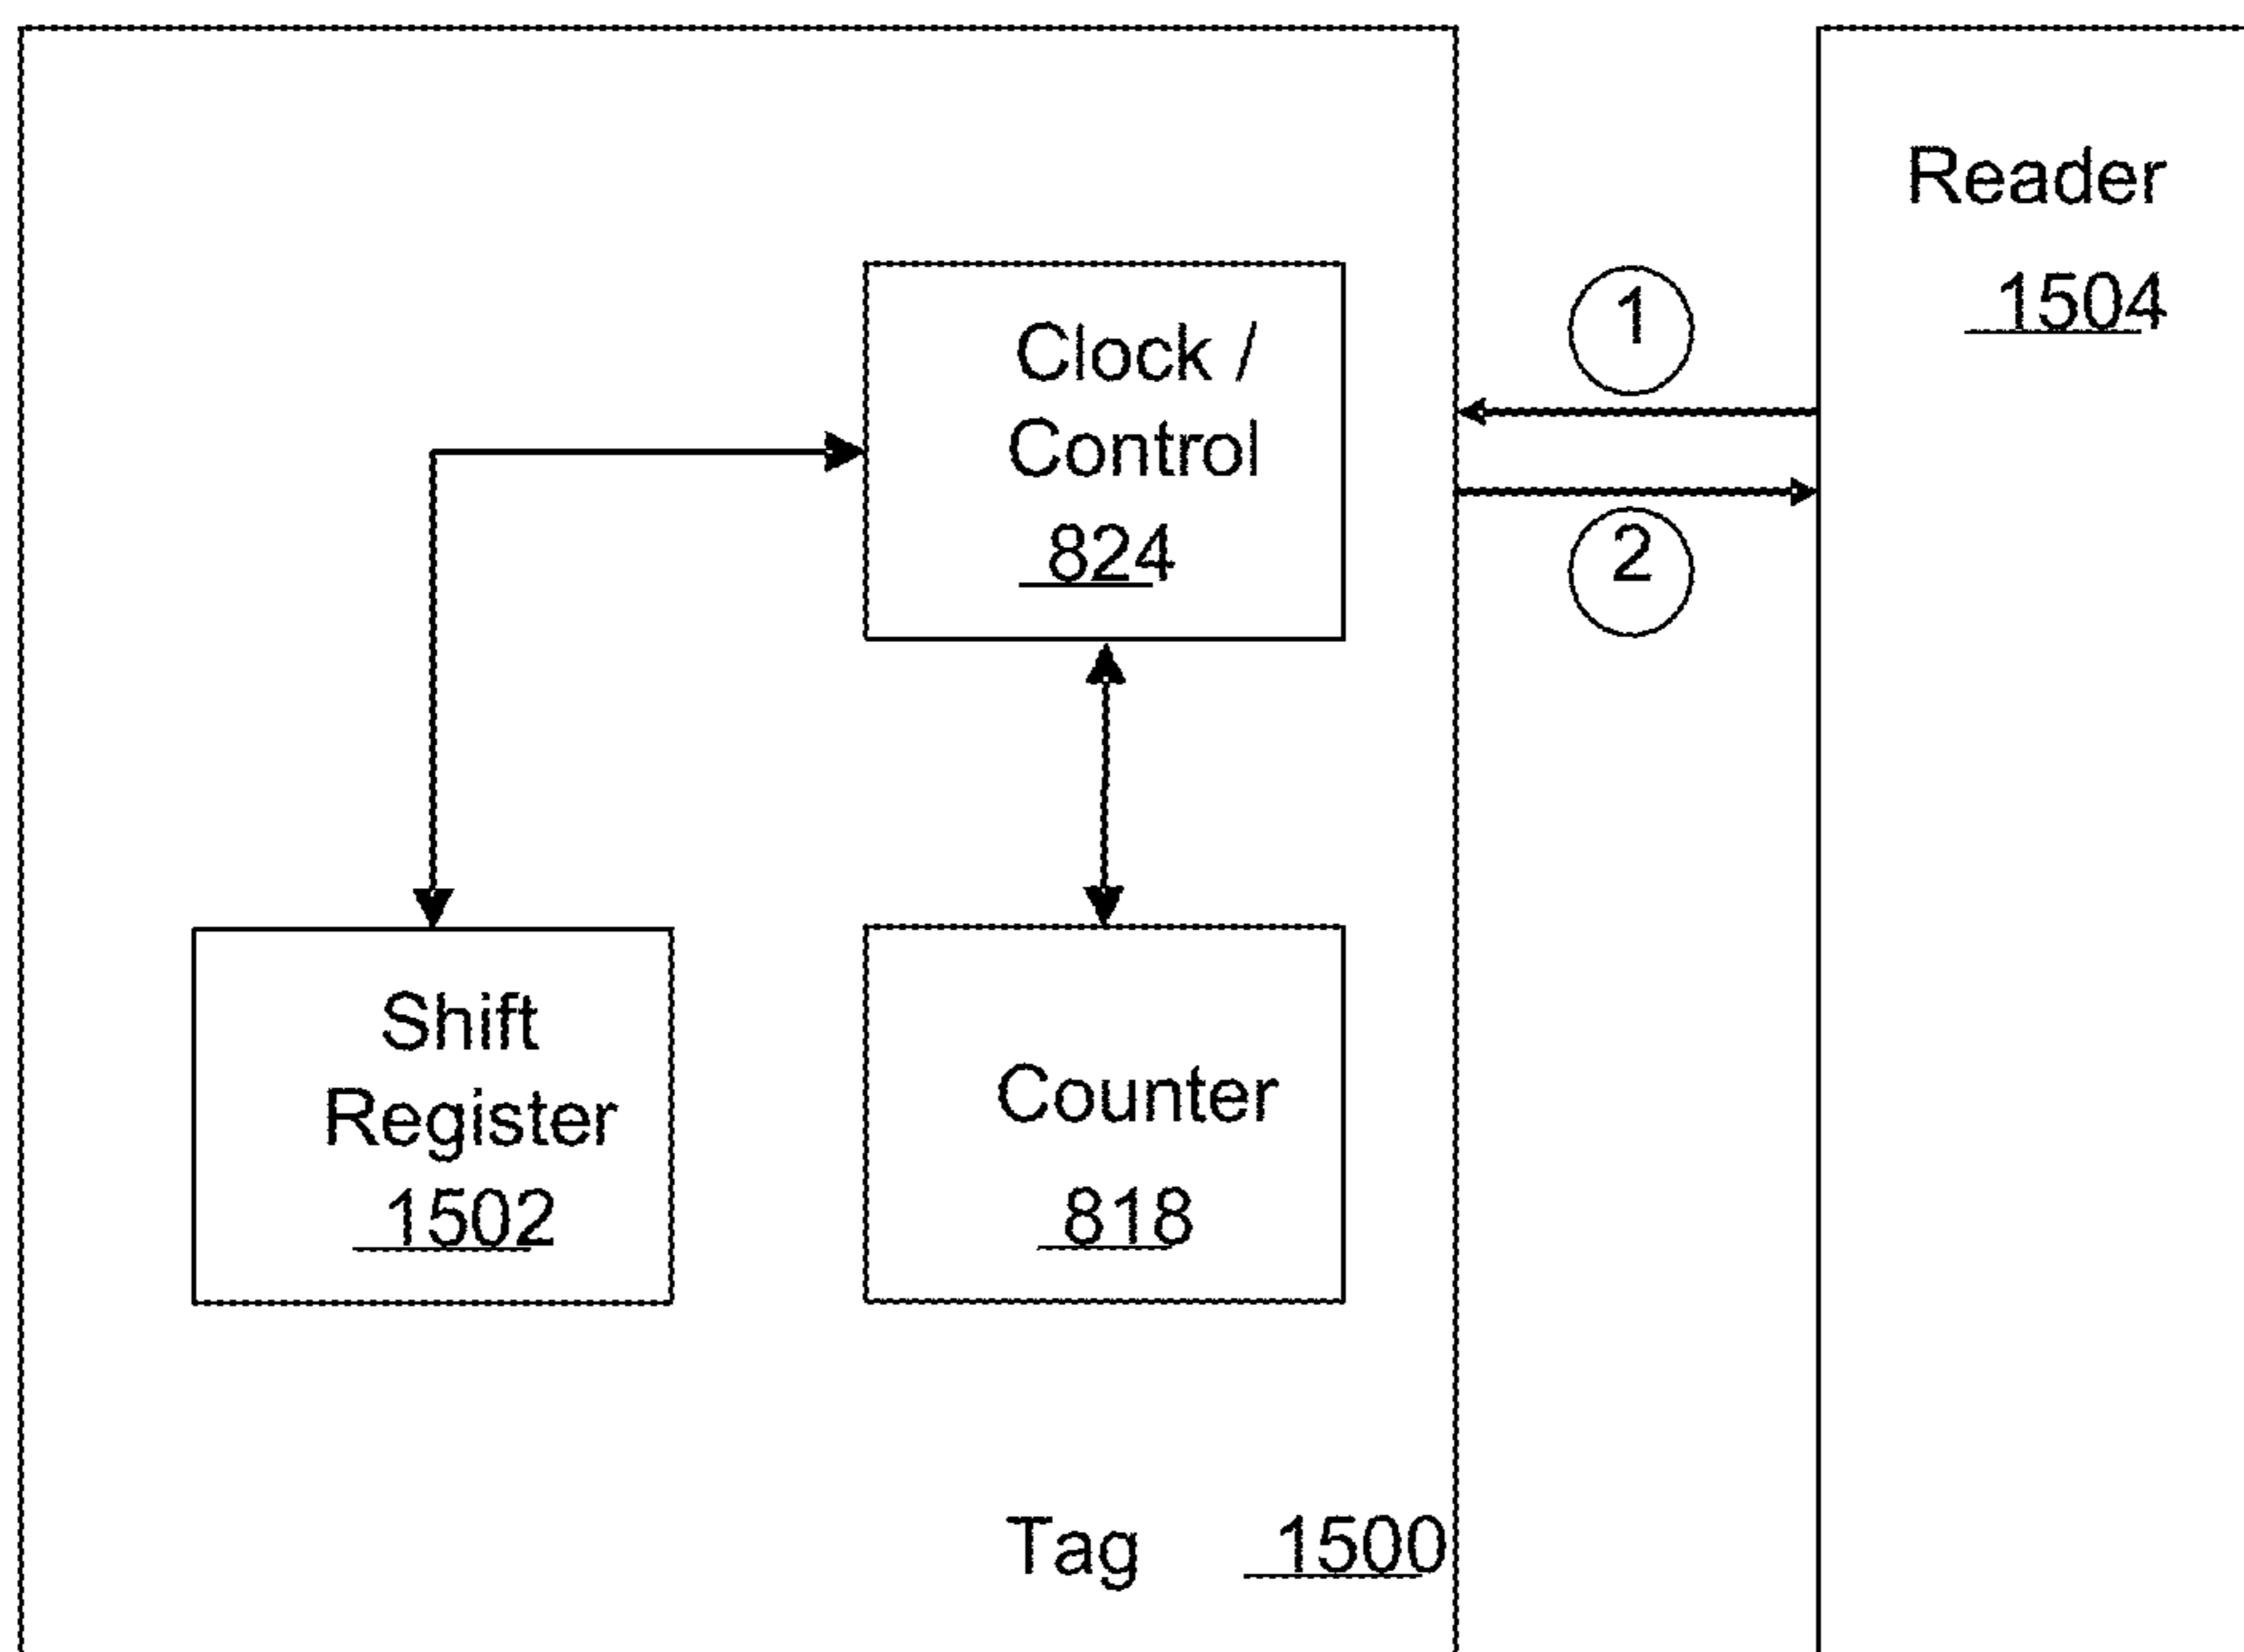 Clock /
Control
824
Shift
Register
1502
Counter
818
Tag 1500
1
2
Reader
1504